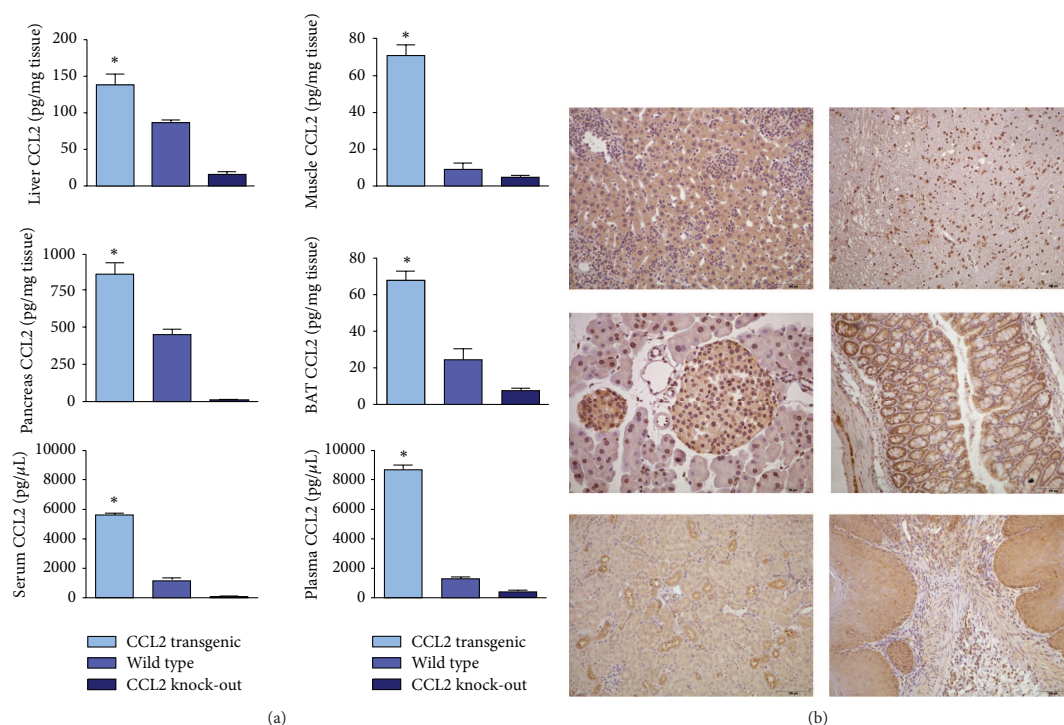 Liver CCL2 (pg/mg tissue)
200
150
100
50
0
*
Muscle CCL2 (pg/mg tissue)
80
60
40
20
0
*
Pancreas CCL2 (pg/mg tissue)
1000
750
500
250
0
*
BAT CCL2 (pg/mg tissue)
80
60
40
20
0
*
Serum CCL2 (pg/μL)
10000
8000
6000
4000
2000
0
*
Plasma CCL2 (pg/μL)
10000
8000
6000
4000
2000
0
*
CCL2 transgenic
Wild type
CCL2 knock-out
CCL2 transgenic
Wild type
CCL2 knock-out
(a)
(b)